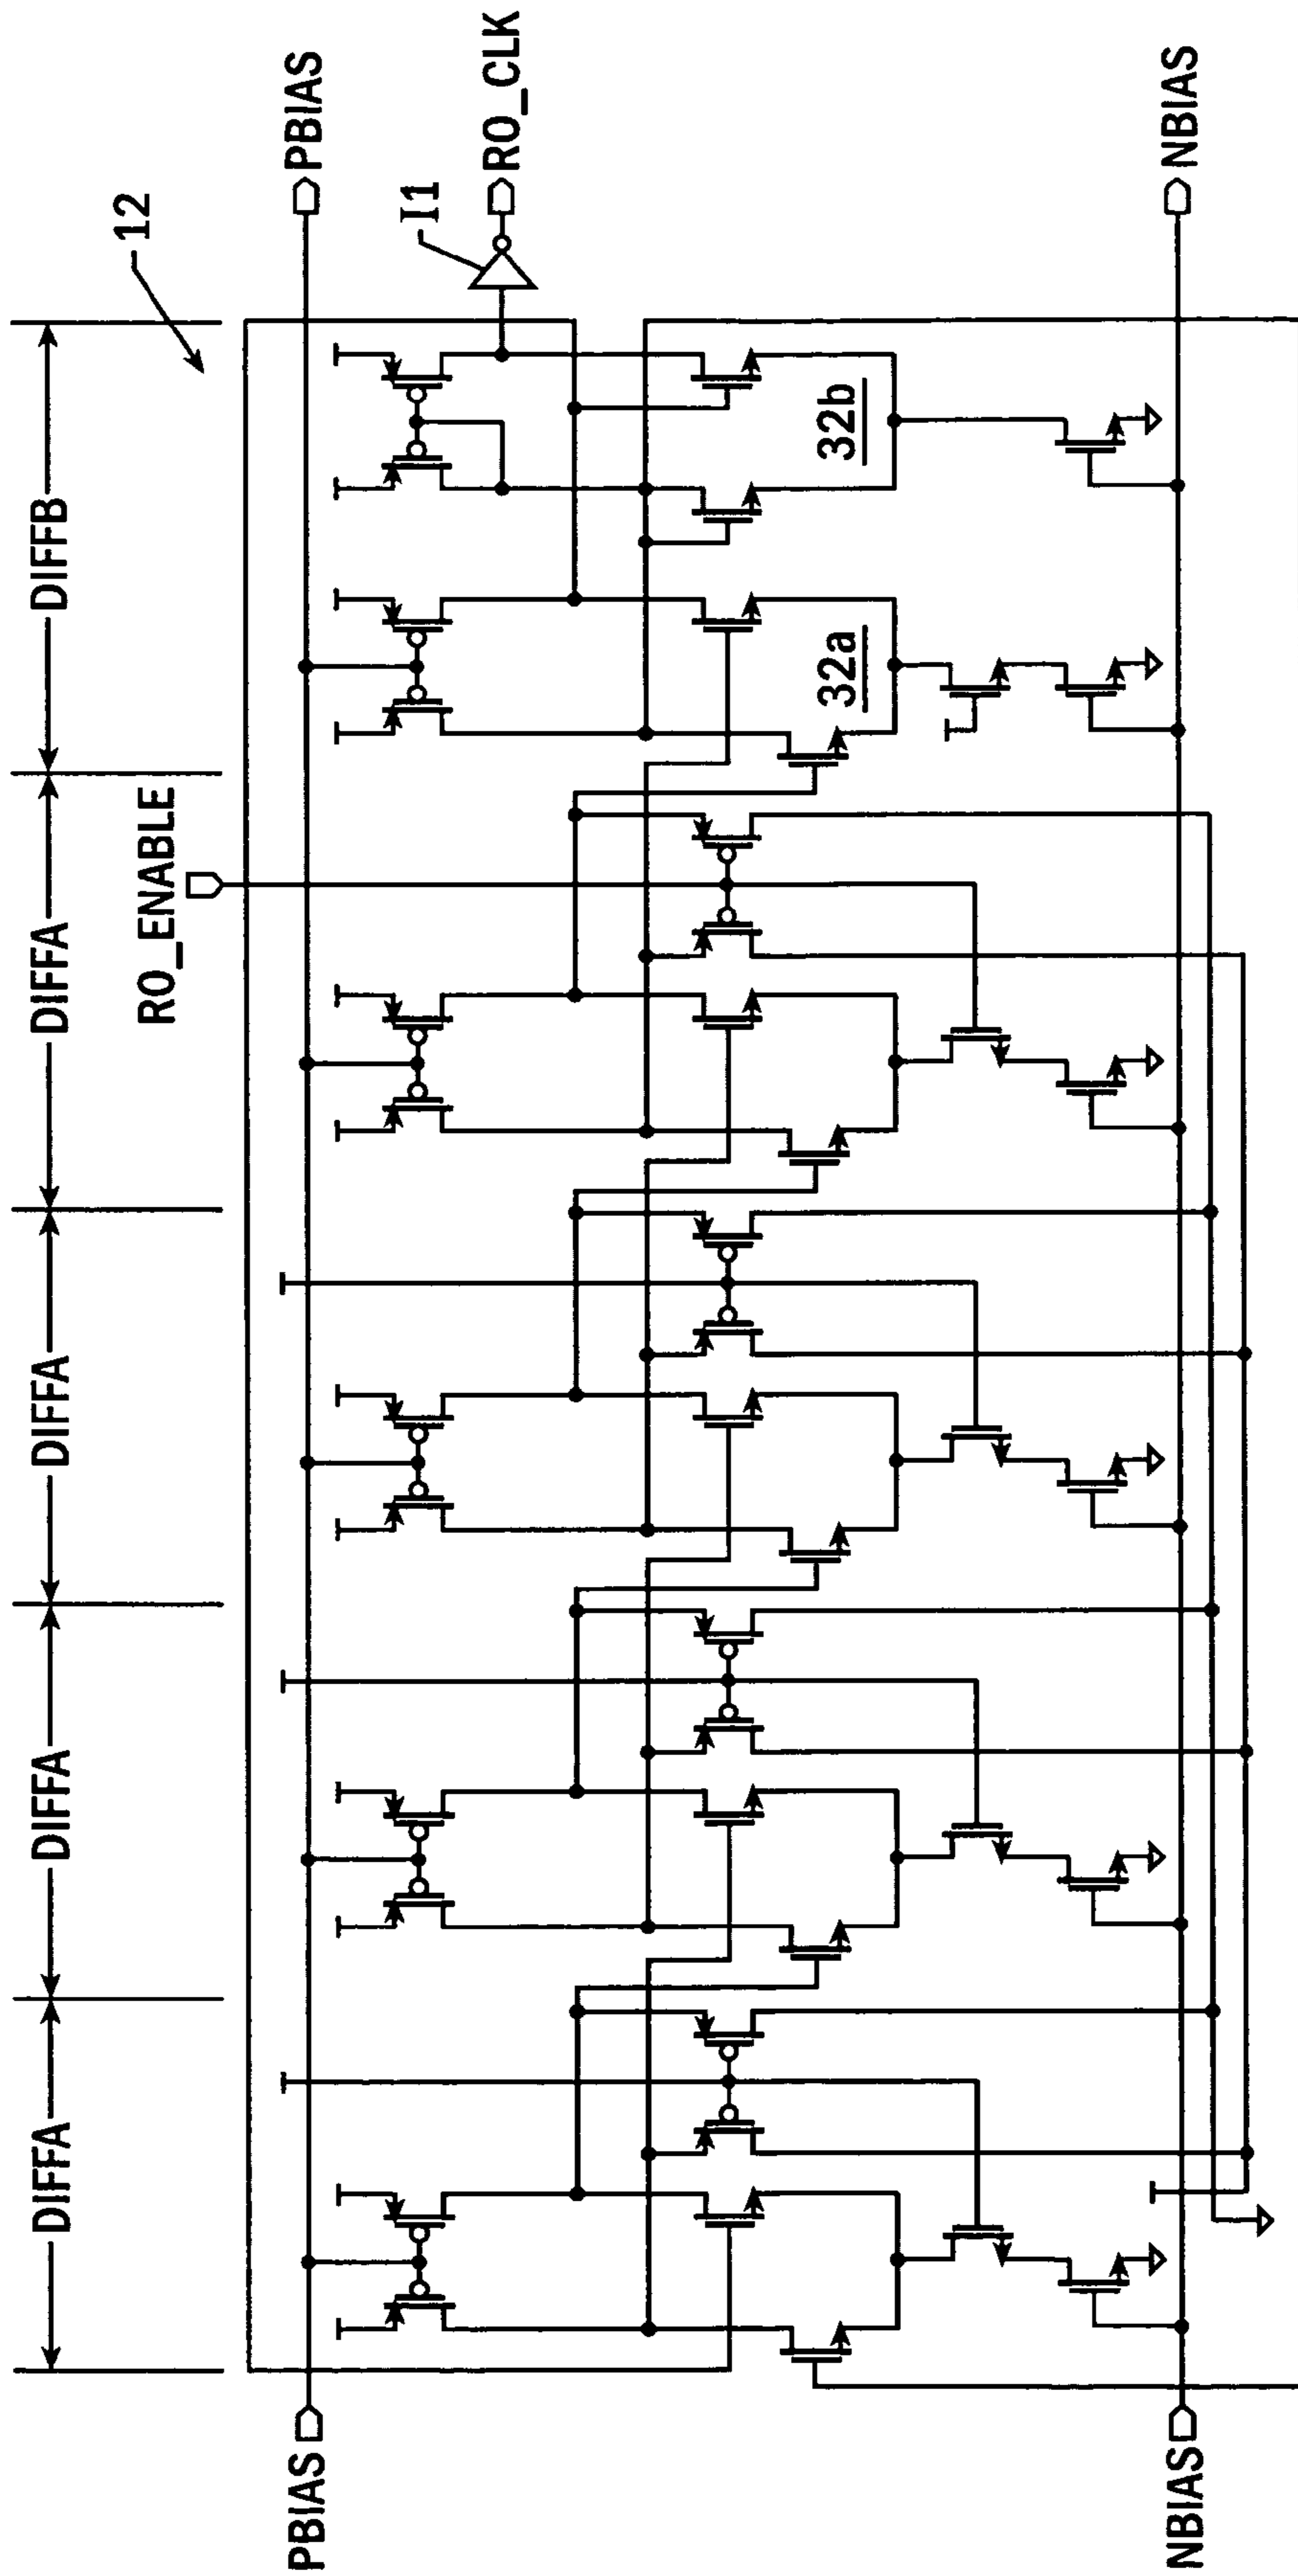 DIFFA
DIFFA
DIFFA
DIFFA
DIFFB
12
RO_ENABLE
PBIAS
PBIAS
I1
RO_CLK
32a
32b
NBIAS
NBIAS